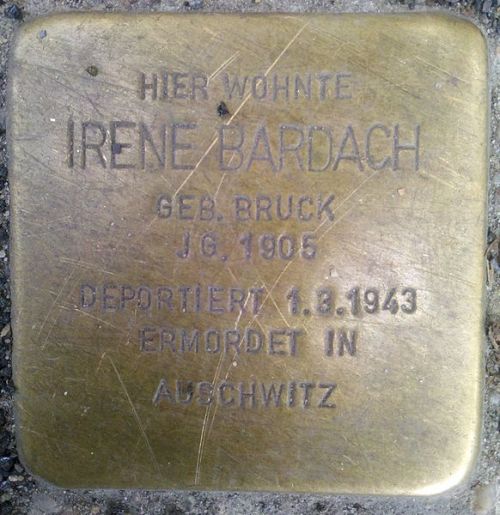 HIER WOHNTE
IRENE BARDACH
GEB. BRUCK
JG. 1905
DEPORTIERT 1.3.1943
ERMORDET IN
AUSCHWITZ